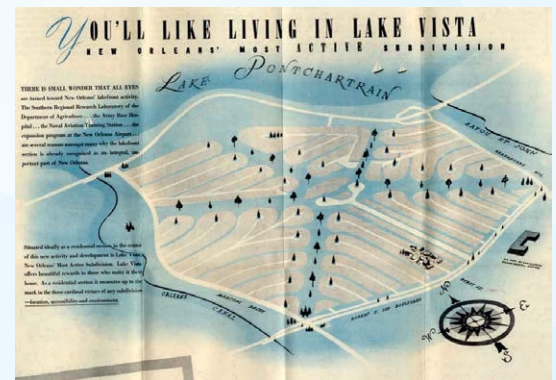 YOU'LL LIKE LIVING IN LAKE VISTA
NEW ORLEANS' MOST ACTIVE SUBDIVISION
LAKE PONTCHARTRAIN
THERE IS SMALL WONDER THAT ALL EYES
are turned toward New Orleans' lakefront activity.
The Southern Regional Research Laboratory of the
Department of Agriculture . . . the Army Base Hos-
pital . . . the Naval Aviation Training Station . . . the
expansion program at the New Orleans Airport . . .
are several reasons amongst many why the lakefront
section is already recognized as an integral, im-
portant part of New Orleans.
BAYOU ST. JOHN
Situated ideally as a residential section in the center
of this new activity and development is Lake Vista
New Orleans' Most Active Subdivision. Lake Vista
offers bountiful rewards to those who make it their
home. As a residential section it measures up to the
mark in the three cardinal virtues of any subdivision
—location, accessibility and environment.
ORLEANS
CANAL
MARCONI DRIVE
ROBERT E. LEE BOULEVARD
No
E
W
So